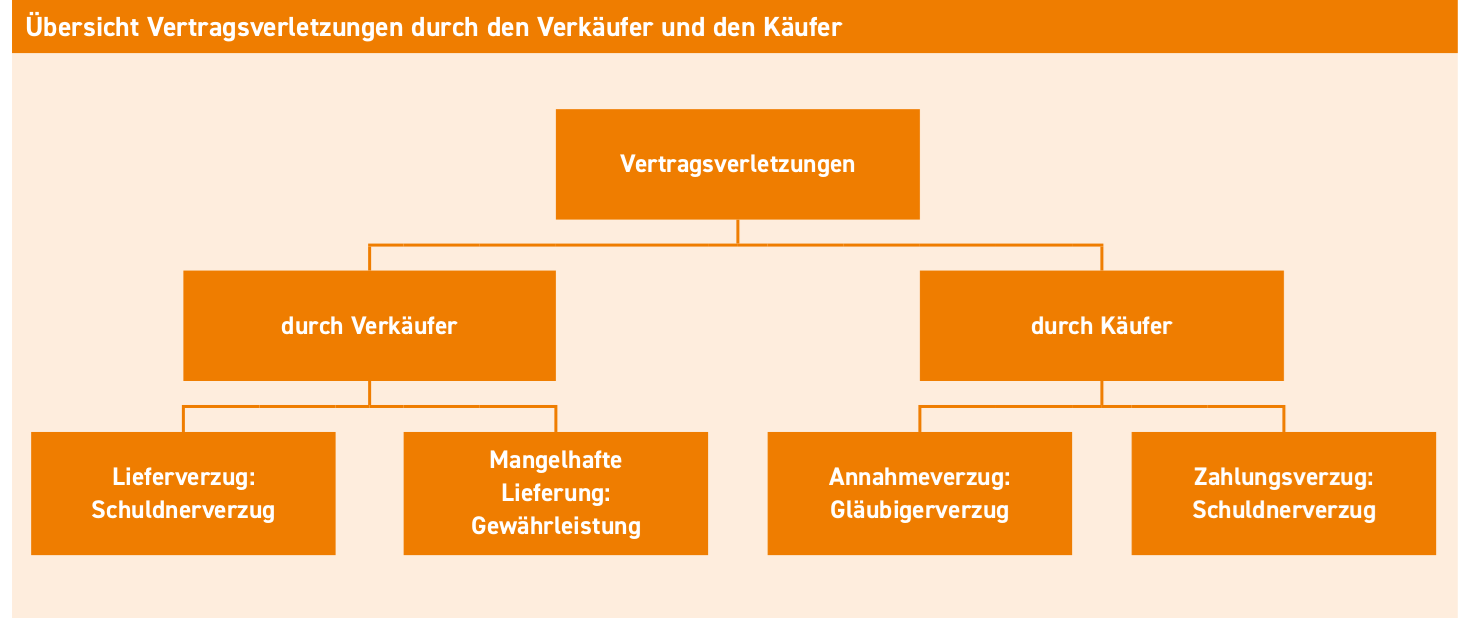 Übersicht Vertragsverletzungen durch den Verkäufer und den Käufer
Vertragsverletzungen
durch Verkäufer
durch Käufer
Lieferverzug:
Schuldnerverzug
Mangelhafte
Lieferung:
Gewährleistung
Annahmeverzug:
Gläubigerverzug
Zahlungsverzug:
Schuldnerverzug